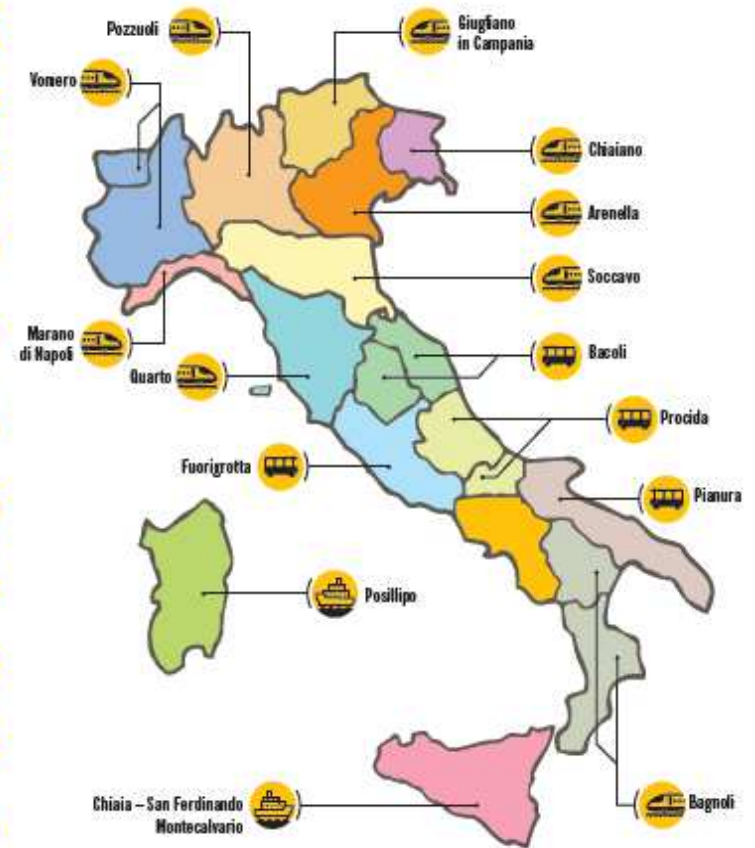 Pozzuoli
Giugliano
in Campania
Vomero
Chiaiano
Arenella
Soccavo
Marano
di Napoli
Bacoli
Quarto
Procida
Fuorigrotta
Pianura
Posillipo
Chiaia – San Ferdinando
Montecalvario
Bagnoli